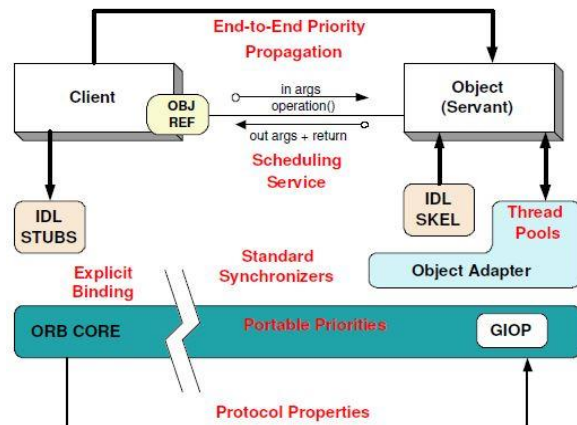 End-to-End Priority
Propagation
Client
OBJ
REF
in args
operation()
out args + return
Object
(Servant)
Scheduling
Service
IDL
STUBS
IDL
SKEL
Thread
Pools
Object Adapter
Explicit
Binding
Standard
Synchronizers
ORB CORE
Portable Priorities
GIOP
Protocol Properties